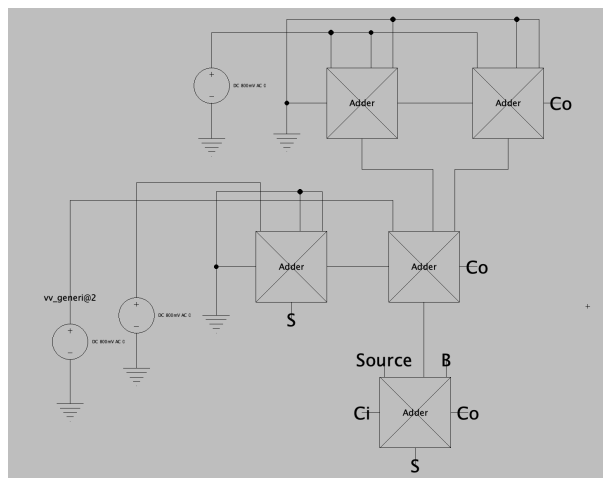 DC 800mV AC 0
Adder
Adder
Co
Adder
Adder
Co
vv_generi@2
DC 800mV AC 0
S
DC 800mV AC 0
Source
B
Ci
Adder
Co
S